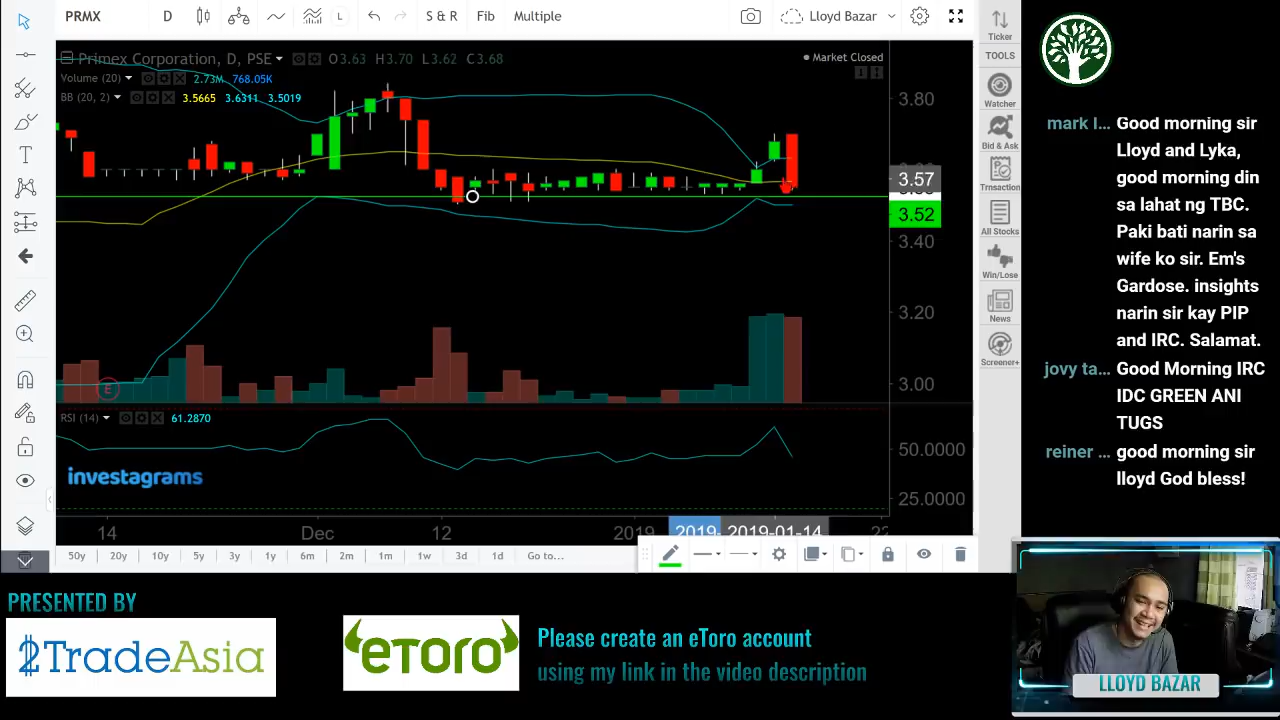 PRMX D L S & R Fib Multiple Lloyd Bazar
Primex Corporation, D, PSE O3.63 H3.70 L3.62 C3.68
Market Closed
Volume (20) 2.73M 768.05K
BB (20, 2) 3.5665 3.6311 3.5019
3.80
3.57
3.52
3.40
3.20
3.00
E
RSI (14) 61.2870
50.0000
25.0000
investagrams
14 Dec 12 2019 2019- 2019-01-14
50y 20y 10y 5y 3y 1y 6m 2m 1m 1w 3d 1d Go to...
Ticker
TOOLS
Watcher
Bid & Ask
Trnsaction
All Stocks
Win/Lose
News
Screener+
mark l... Good morning sir
Lloyd and Lyka,
good morning din
sa lahat ng TBC.
Paki bati narin sa
wife ko sir. Em's
Gardose. insights
narin sir kay PIP
and IRC. Salamat.
jovy ta... Good Morning IRC
IDC GREEN ANI
TUGS
reiner ... good morning sir
lloyd God bless!
PRESENTED BY
2TradeAsia
eToro
Please create an eToro account
using my link in the video description
LLOYD BAZAR